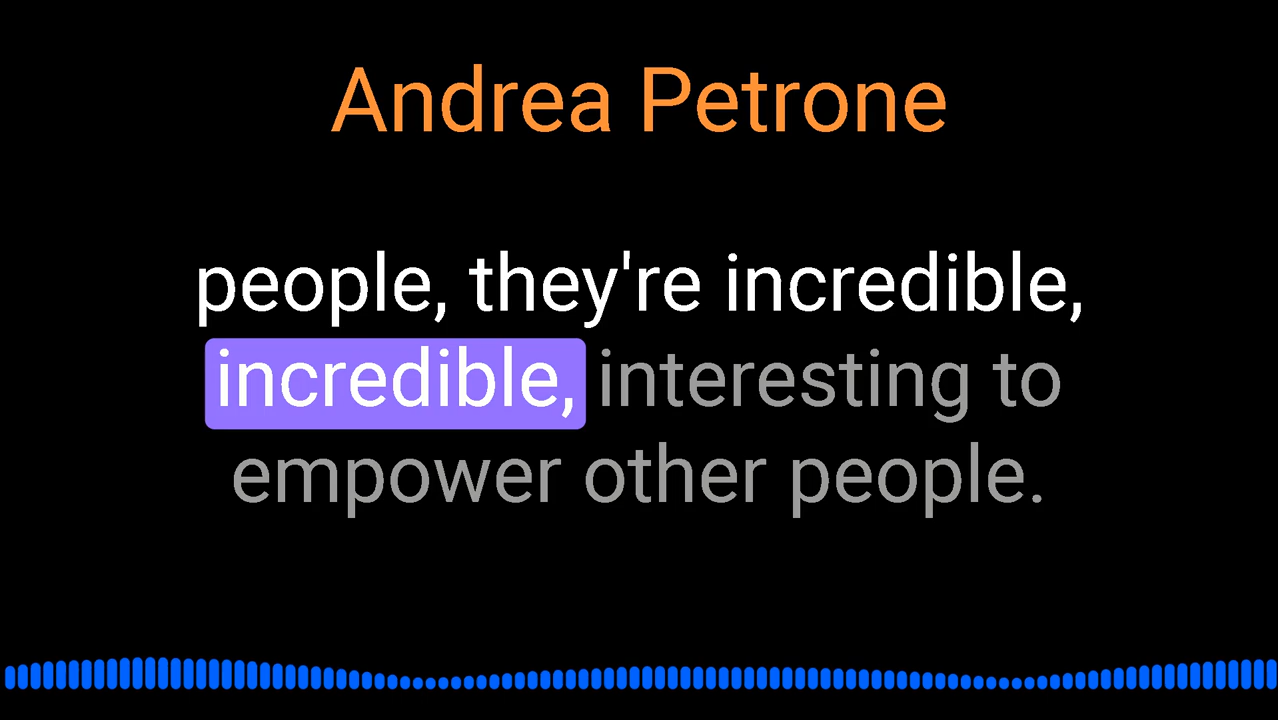 Andrea Petrone
people, they're incredible,
incredible, interesting to
empower other people.